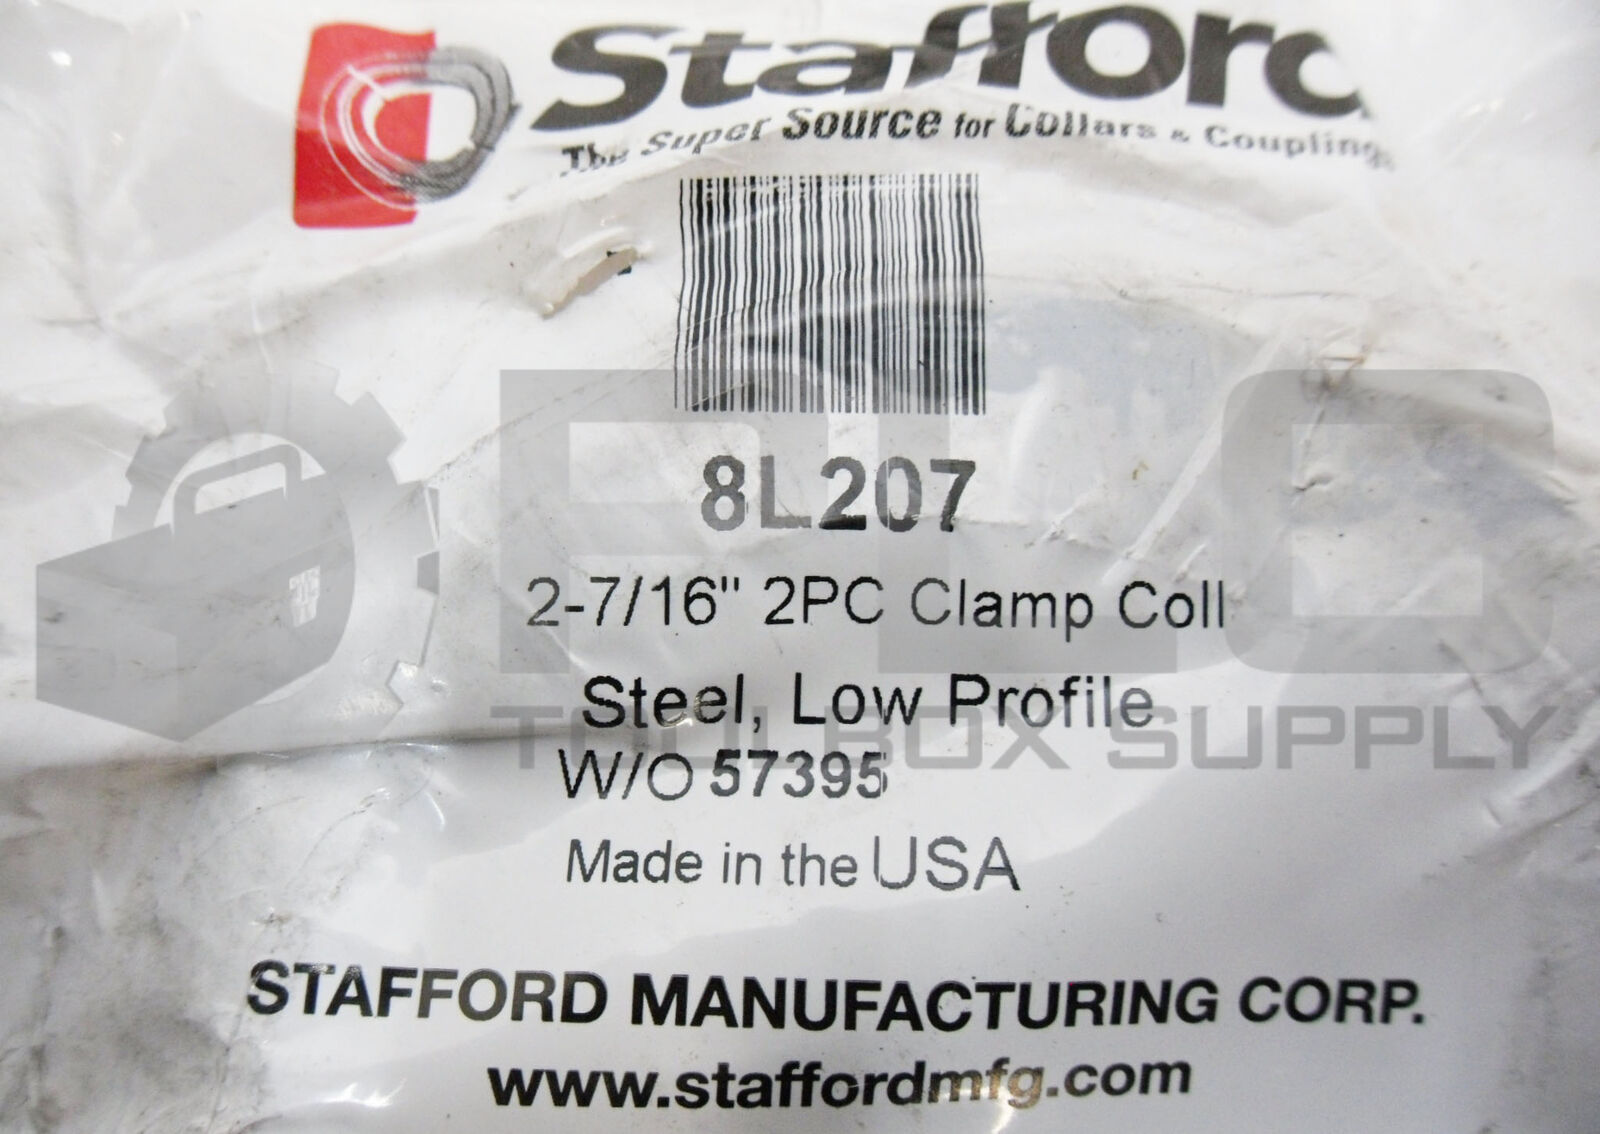 Stafford
The Super Source for Collars & Couplings
8L207
2-7/16" 2PC Clamp Coll
Steel, Low Profile
W/O 57395
Made in the USA
STAFFORD MANUFACTURING CORP.
www.staffordmfg.com
PLC
TOOL BOX SUPPLY